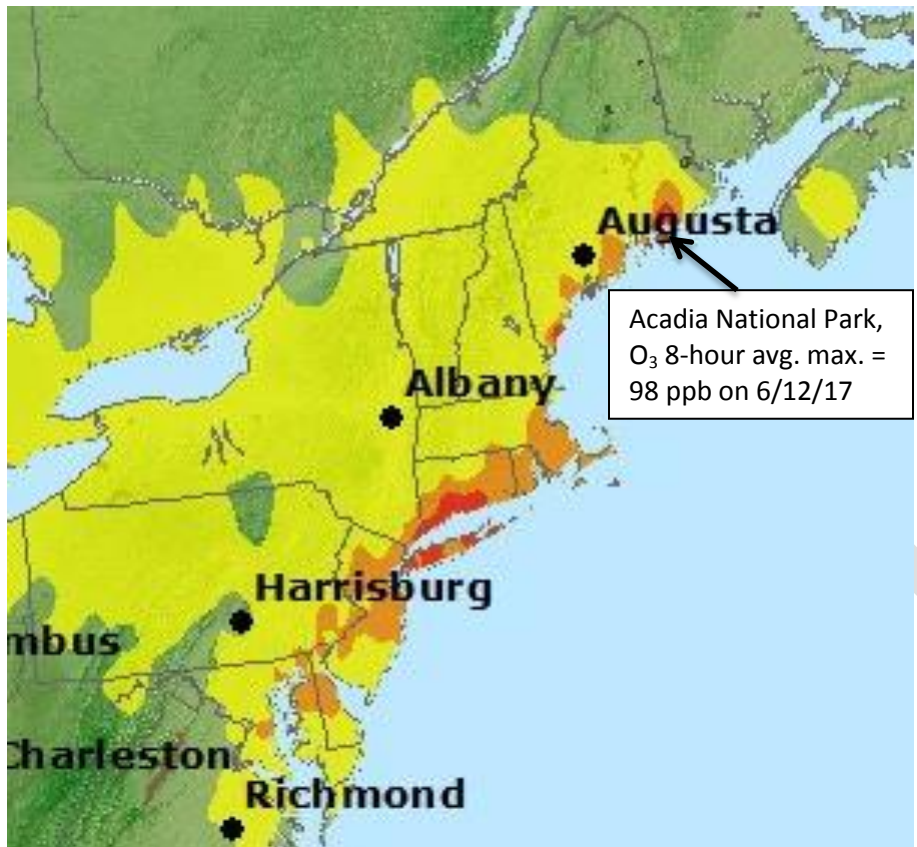 Augusta
Acadia National Park,
O₃ 8-hour avg. max. =
98 ppb on 6/12/17
Albany
Harrisburg
mbus
Charleston
Richmond